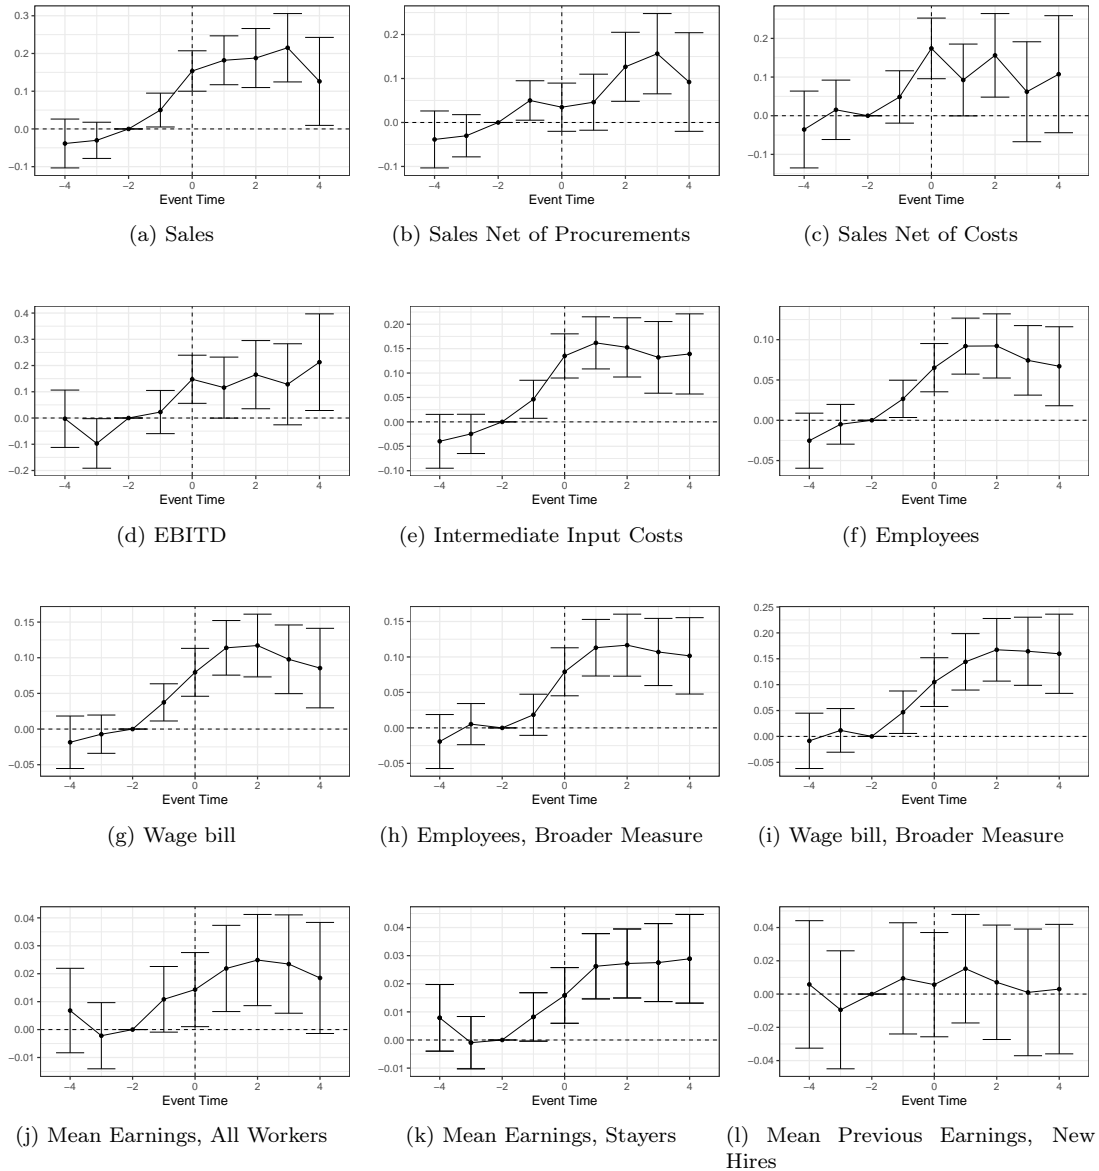 0.3
0.2
0.1
0.0
−0.1
−4 −2 0 2 4
Event Time
(a) Sales
0.2
0.1
0.0
−0.1
−4 −2 0 2 4
Event Time
(b) Sales Net of Procurements
0.2
0.1
0.0
−0.1
−4 −2 0 2 4
Event Time
(c) Sales Net of Costs
0.4
0.3
0.2
0.1
0.0
−0.1
−0.2
−4 −2 0 2 4
Event Time
(d) EBITD
0.20
0.15
0.10
0.05
0.00
−0.05
−0.10
−4 −2 0 2 4
Event Time
(e) Intermediate Input Costs
0.10
0.05
0.00
−0.05
−4 −2 0 2 4
Event Time
(f) Employees
0.15
0.10
0.05
0.00
−0.05
−4 −2 0 2 4
Event Time
(g) Wage bill
0.15
0.10
0.05
0.00
−0.05
−4 −2 0 2 4
Event Time
(h) Employees, Broader Measure
0.25
0.20
0.15
0.10
0.05
0.00
−0.05
−4 −2 0 2 4
Event Time
(i) Wage bill, Broader Measure
0.04
0.03
0.02
0.01
0.00
−0.01
−4 −2 0 2 4
Event Time
(j) Mean Earnings, All Workers
0.04
0.03
0.02
0.01
0.00
−0.01
−4 −2 0 2 4
Event Time
(k) Mean Earnings, Stayers
0.04
0.02
0.00
−0.02
−0.04
−4 −2 0 2 4
Event Time
(l) Mean Previous Earnings, New
Hires